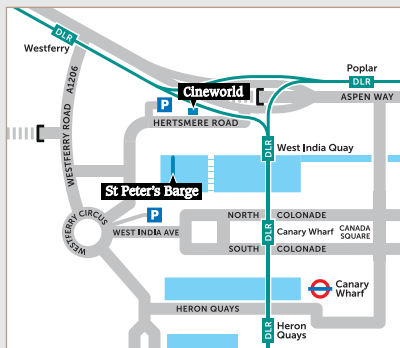 DLR
Westferry
A1206
Poplar
DLR
Cineworld
P
ASPEN WAY
HERTSMERE ROAD
WESTFERRY ROAD
DLR
West India Quay
St Peter's Barge
P
NORTH COLONADE
WESTFERRY CIRCUS
WEST INDIA AVE
DLR
Canary Wharf
CANADA
SQUARE
SOUTH COLONADE
Canary
Wharf
HERON QUAYS
DLR
Heron
Quays